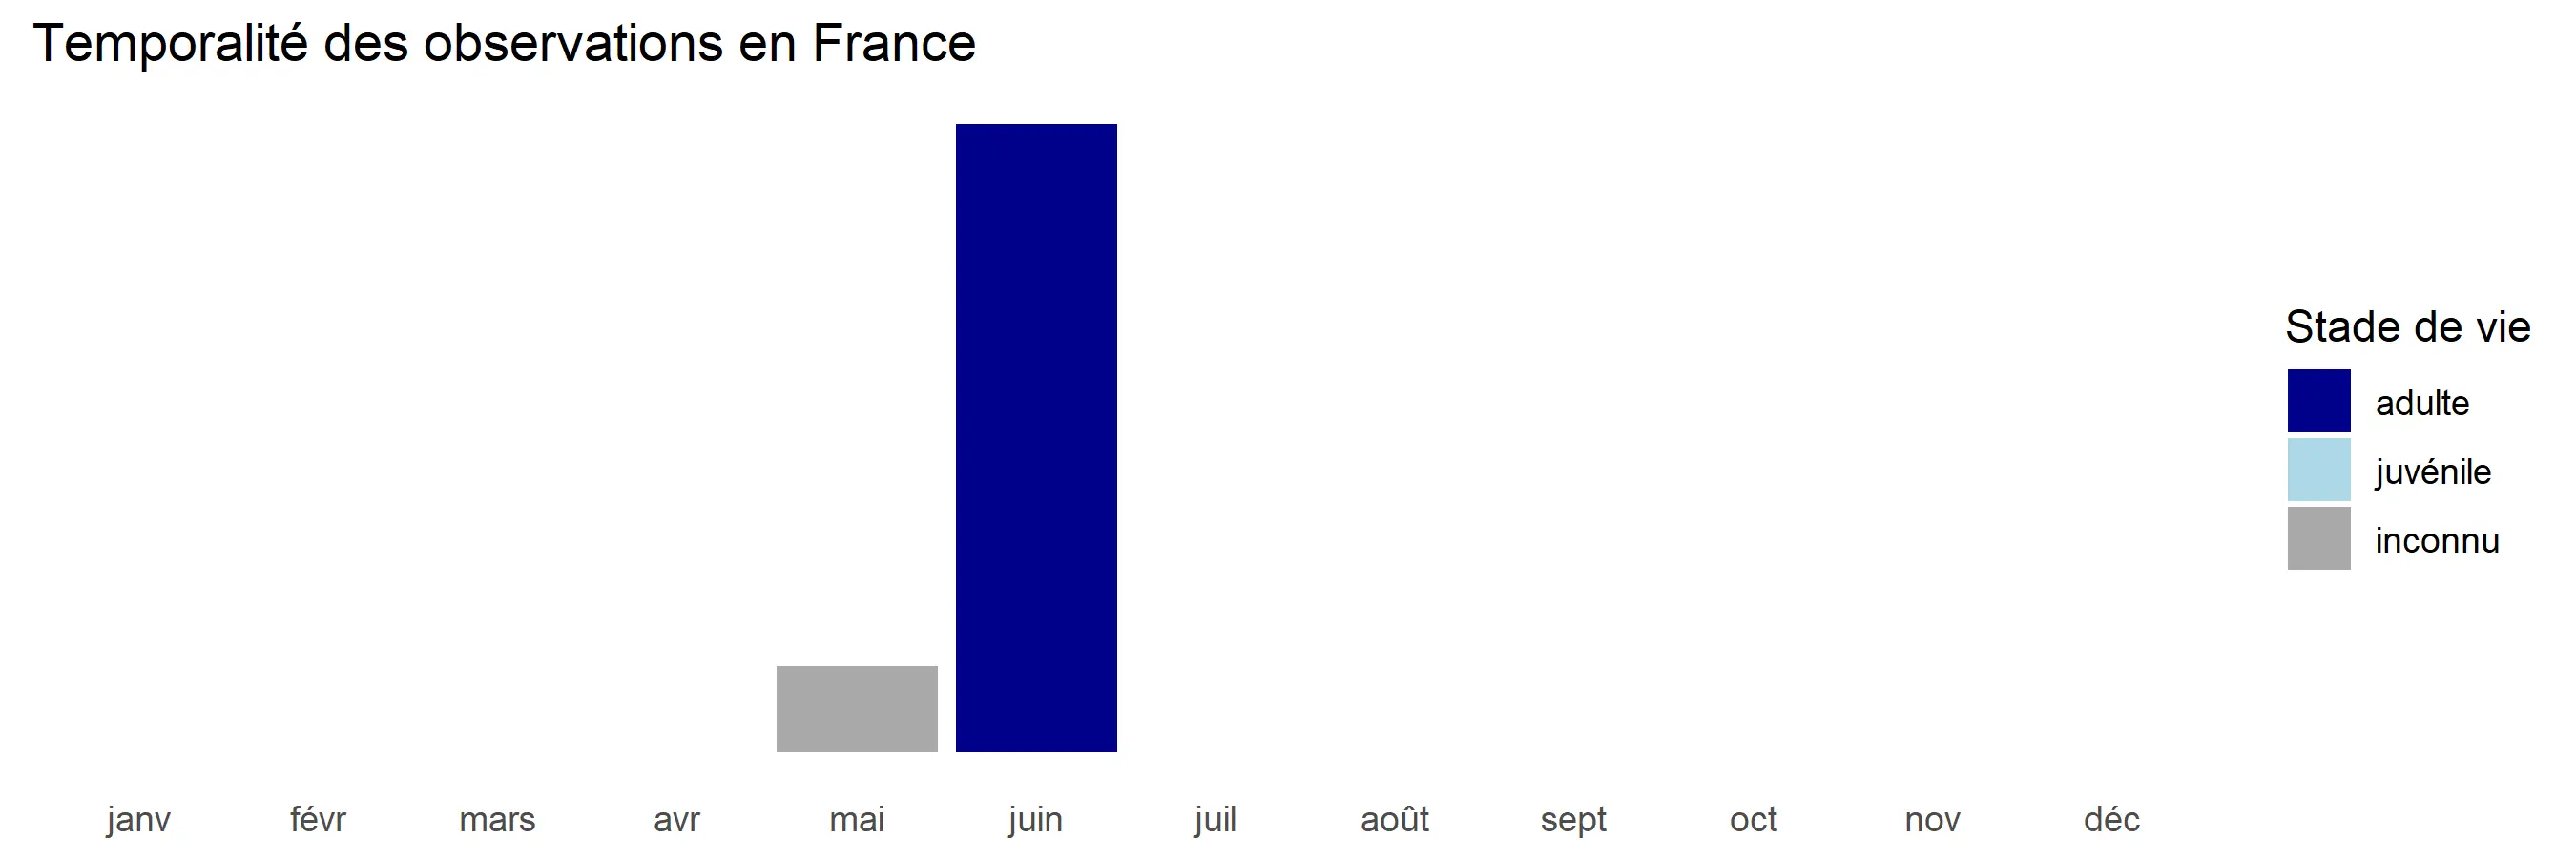 Temporalité des observations en France
Stade de vie
adulte
juvénile
inconnu
janv févr mars avr mai juin juil août sept oct nov déc